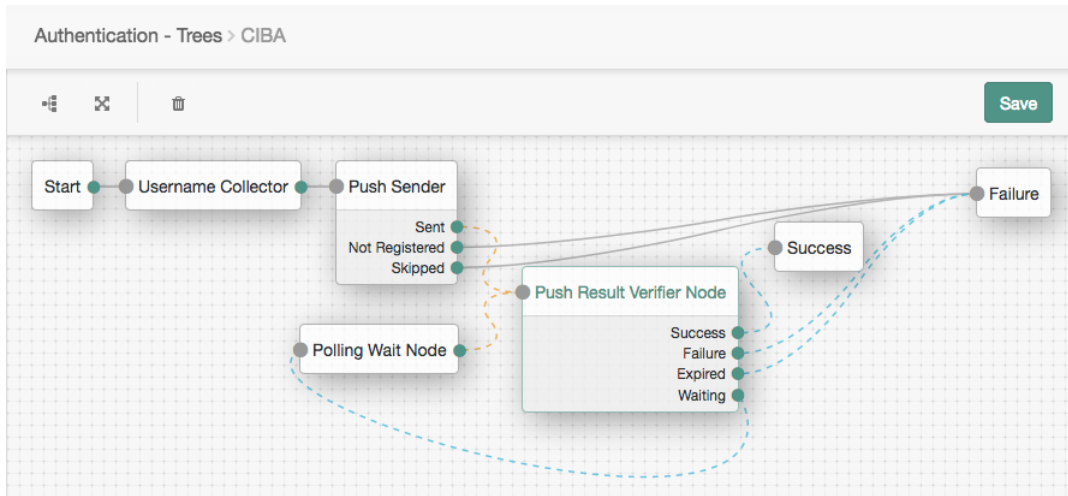 Authentication - Trees > CIBA
Save
Start
Username Collector
Push Sender
Sent
Not Registered
Skipped
Failure
Success
Push Result Verifier Node
Success
Failure
Expired
Waiting
Polling Wait Node